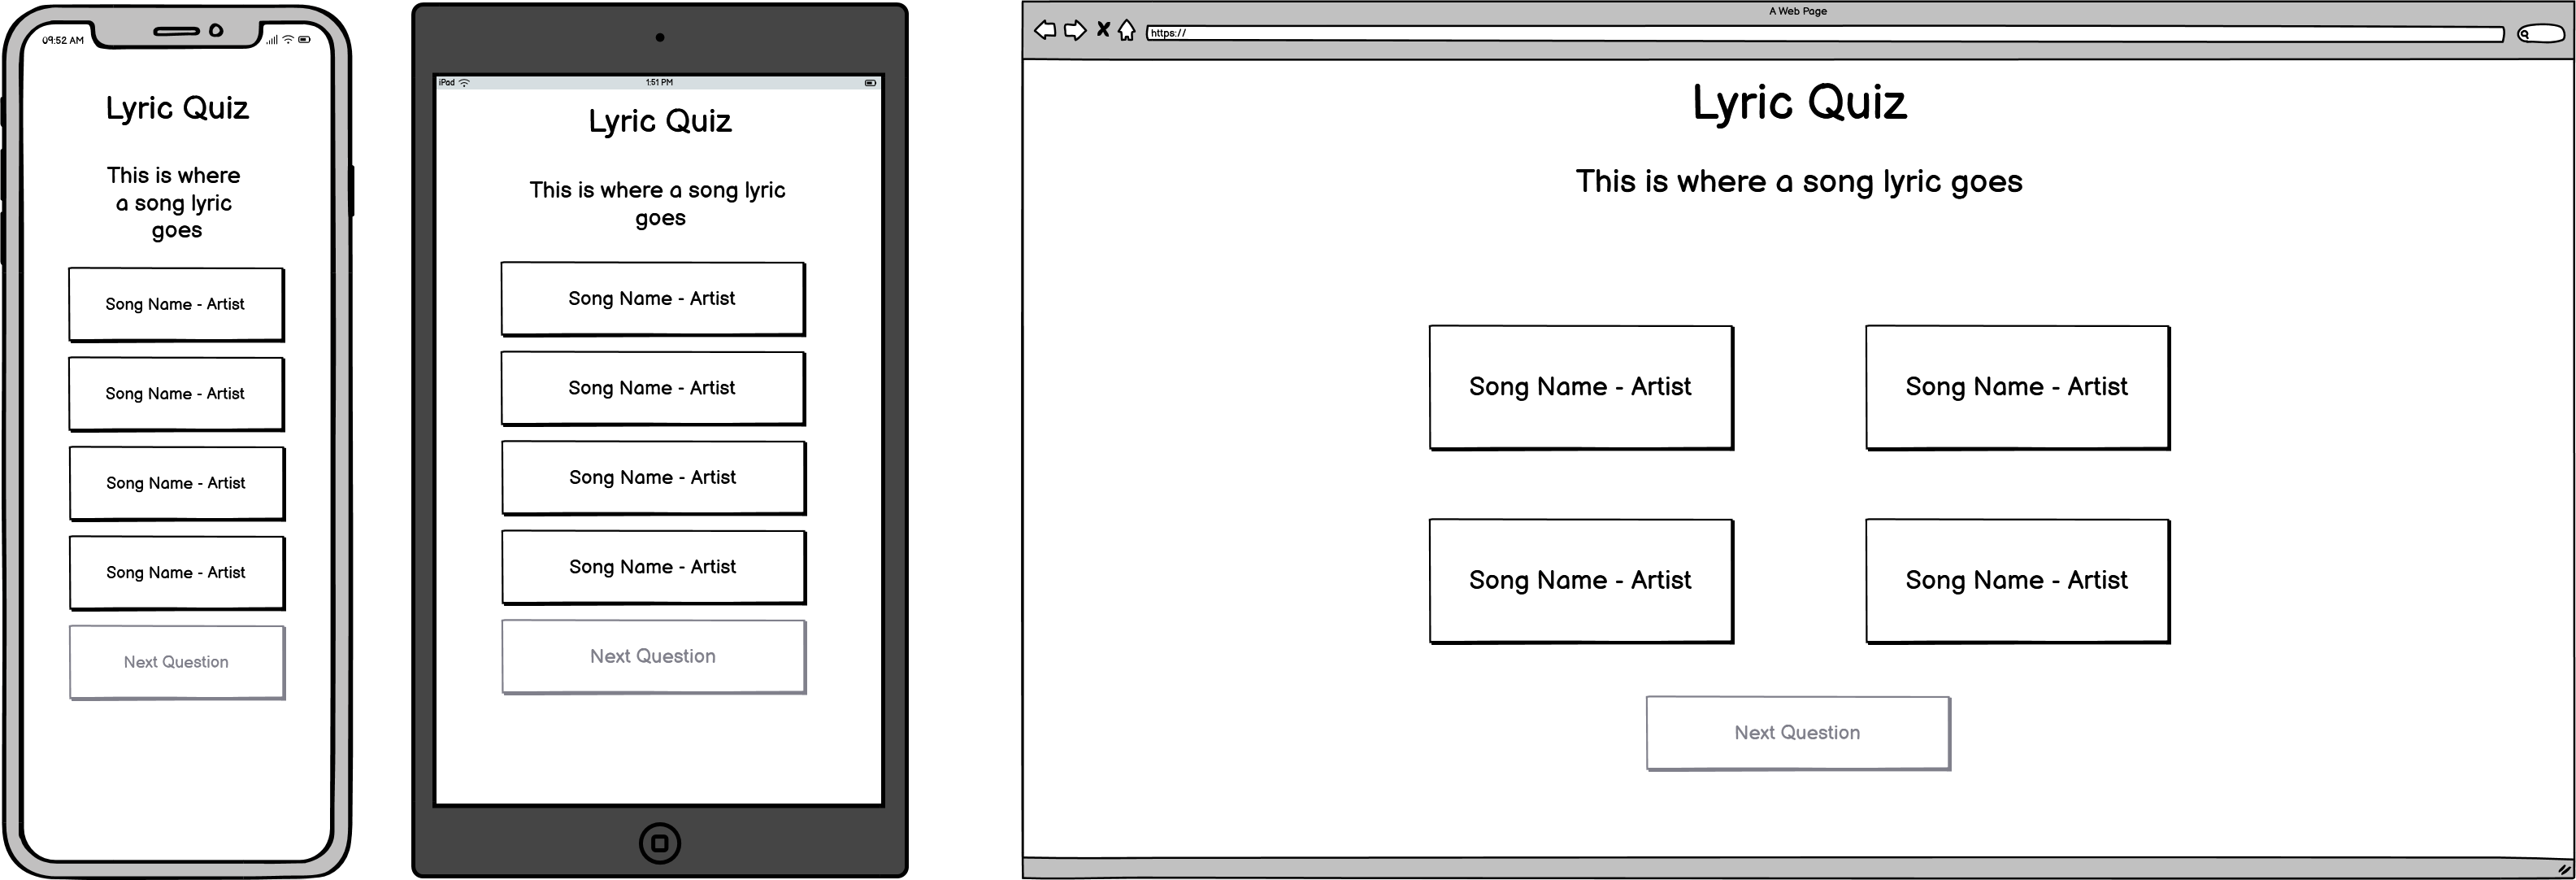 09:52 AM
Lyric Quiz
This is where
a song lyric
goes
Song Name - Artist
Song Name - Artist
Song Name - Artist
Song Name - Artist
Next Question
iPad
1:51 PM
Lyric Quiz
This is where a song lyric
goes
Song Name - Artist
Song Name - Artist
Song Name - Artist
Song Name - Artist
Next Question
A Web Page
https://
Lyric Quiz
This is where a song lyric goes
Song Name - Artist
Song Name - Artist
Song Name - Artist
Song Name - Artist
Next Question